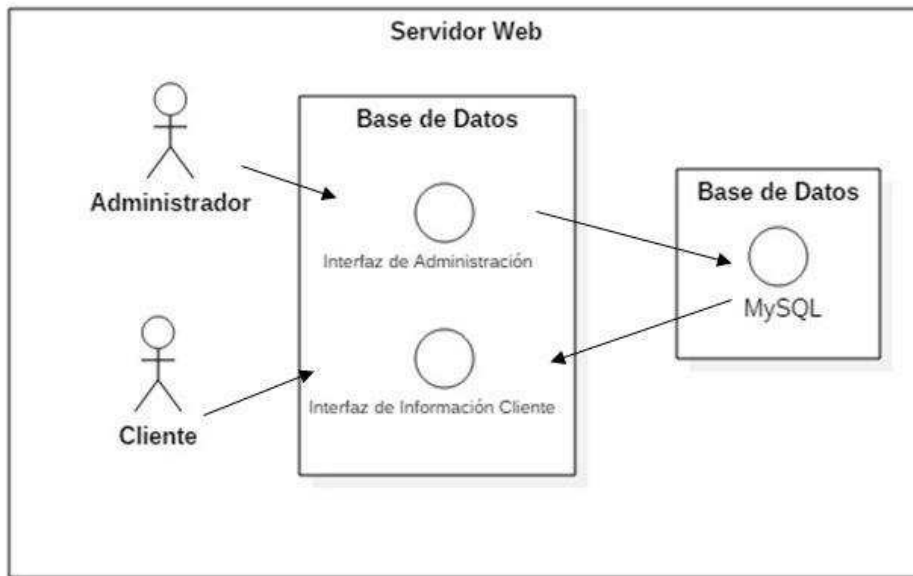 Servidor Web
Base de Datos
Administrador
Interfaz de Administración
Base de Datos
MySQL
Cliente
Interfaz de Información Cliente